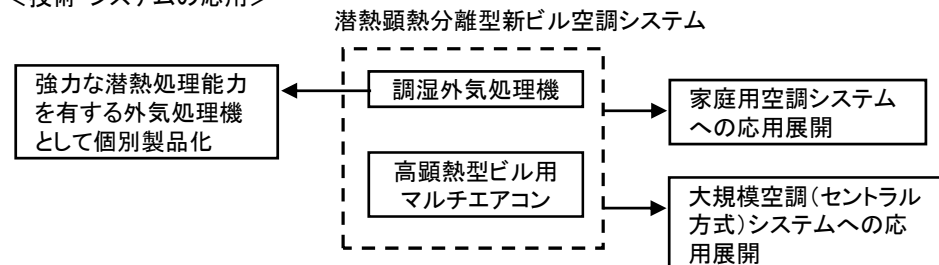 ＜技術･システムの応用＞
潜熱顕熱分離型新ビル空調システム
強力な潜熱処理能力
を有する外気処理機
として個別製品化
調湿外気処理機
高顕熱型ビル用
マルチエアコン
家庭用空調システム
への応用展開
大規模空調（セントラル
方式）システムへの応
用展開